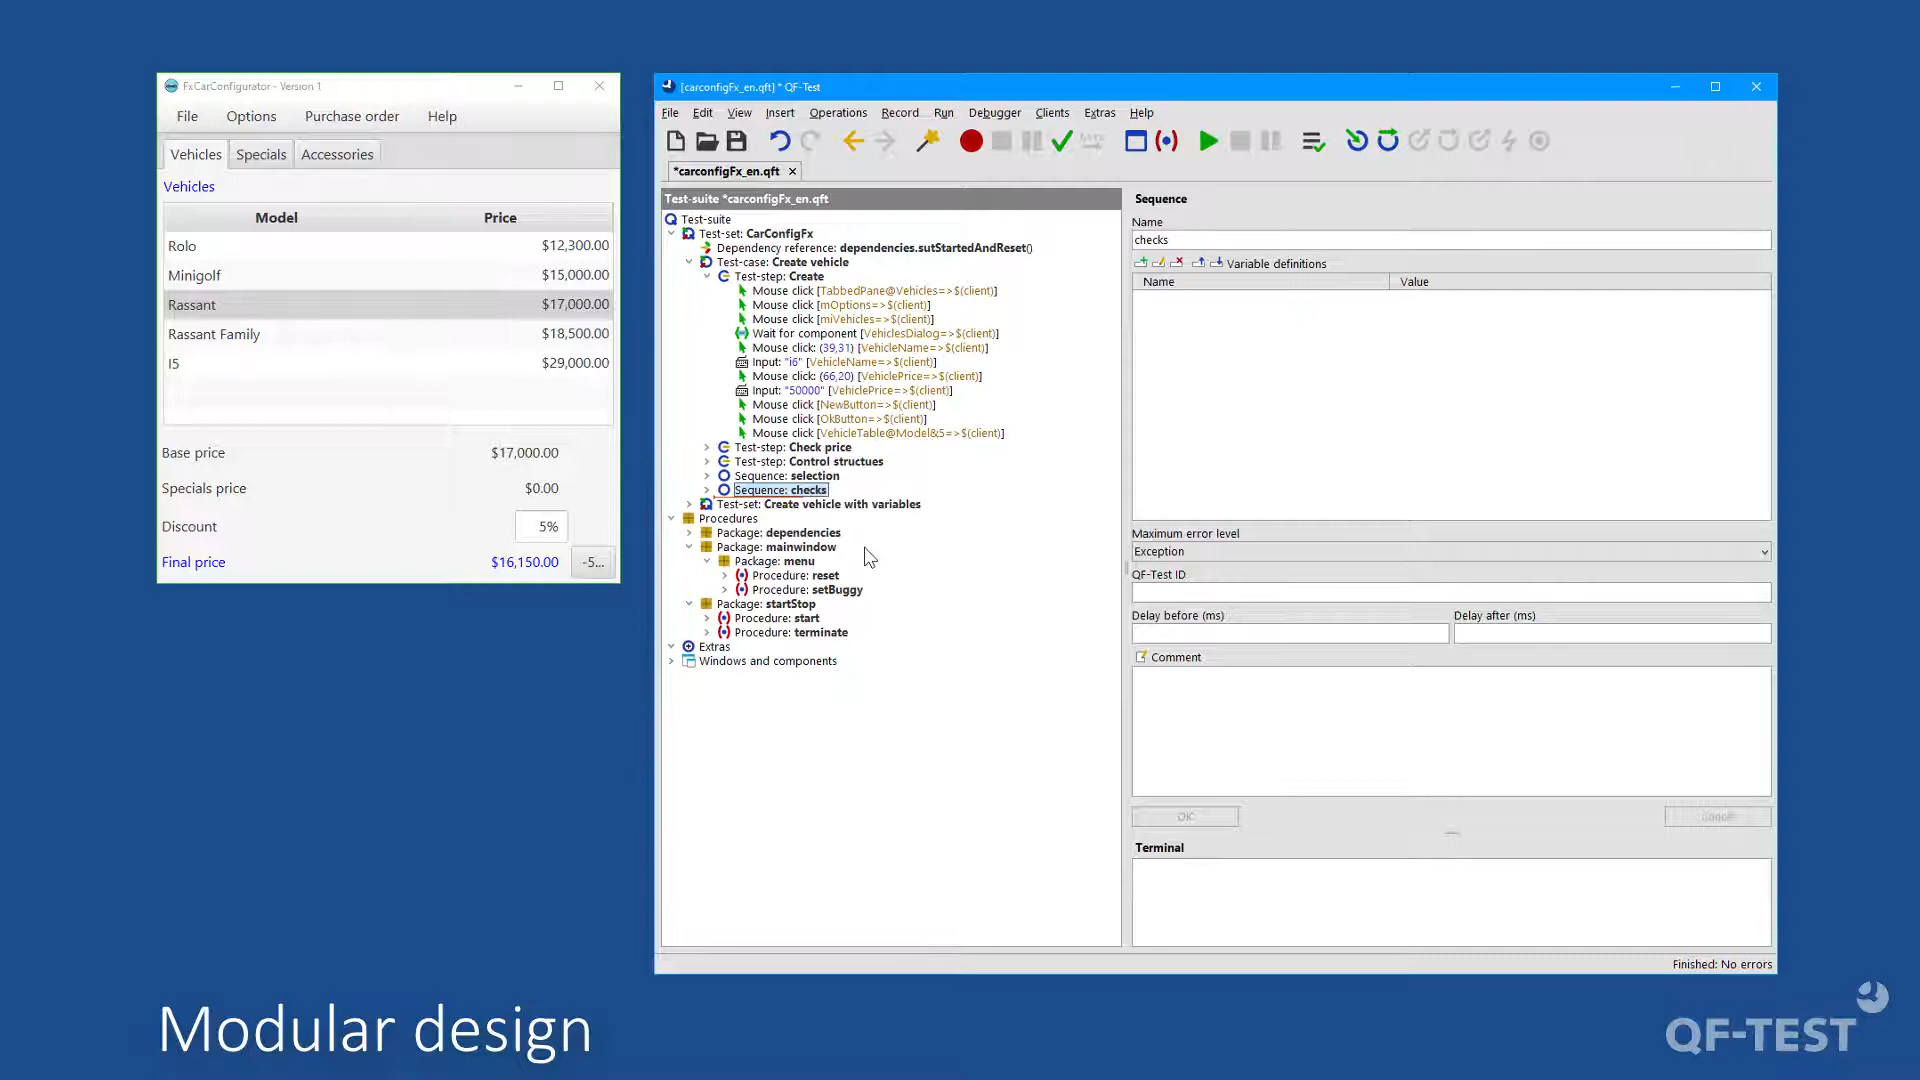 FxCarConfigurator - Version 1
File Options Purchase order Help
Vehicles Specials Accessories
Vehicles
Model Price
Rolo $12,300.00
Minigolf $15,000.00
Rassant $17,000.00
Rassant Family $18,500.00
I5 $29,000.00
Base price $17,000.00
Specials price $0.00
Discount 5%
Final price $16,150.00 -5...
[carconfigFx_en.qft] * QF-Test
File Edit View Insert Operations Record Run Debugger Clients Extras Help
*carconfigFx_en.qft
Test-suite *carconfigFx_en.qft
Test-suite
Test-set: CarConfigFx
Dependency reference: dependencies.sutStartedAndReset()
Test-case: Create vehicle
Test-step: Create
Mouse click [TabbedPane@Vehicles=>$(client)]
Mouse click [mOptions=>$(client)]
Mouse click [miVehicles=>$(client)]
Wait for component [VehiclesDialog=>$(client)]
Mouse click: (39,31) [VehicleName=>$(client)]
Input: "i6" [VehicleName=>$(client)]
Mouse click: (66,20) [VehiclePrice=>$(client)]
Input: "50000" [VehiclePrice=>$(client)]
Mouse click [NewButton=>$(client)]
Mouse click [OkButton=>$(client)]
Mouse click [VehicleTable@Model&5=>$(client)]
Test-step: Check price
Test-step: Control structues
Sequence: selection
Sequence: checks
Test-set: Create vehicle with variables
Procedures
Package: dependencies
Package: mainwindow
Package: menu
Procedure: reset
Procedure: setBuggy
Package: startStop
Procedure: start
Procedure: terminate
Extras
Windows and components
Sequence
Name
checks
Variable definitions
Name Value
Maximum error level
Exception
QF-Test ID
Delay before (ms) Delay after (ms)
Comment
OK
Terminal
Finished: No errors
Modular design
QF-TEST